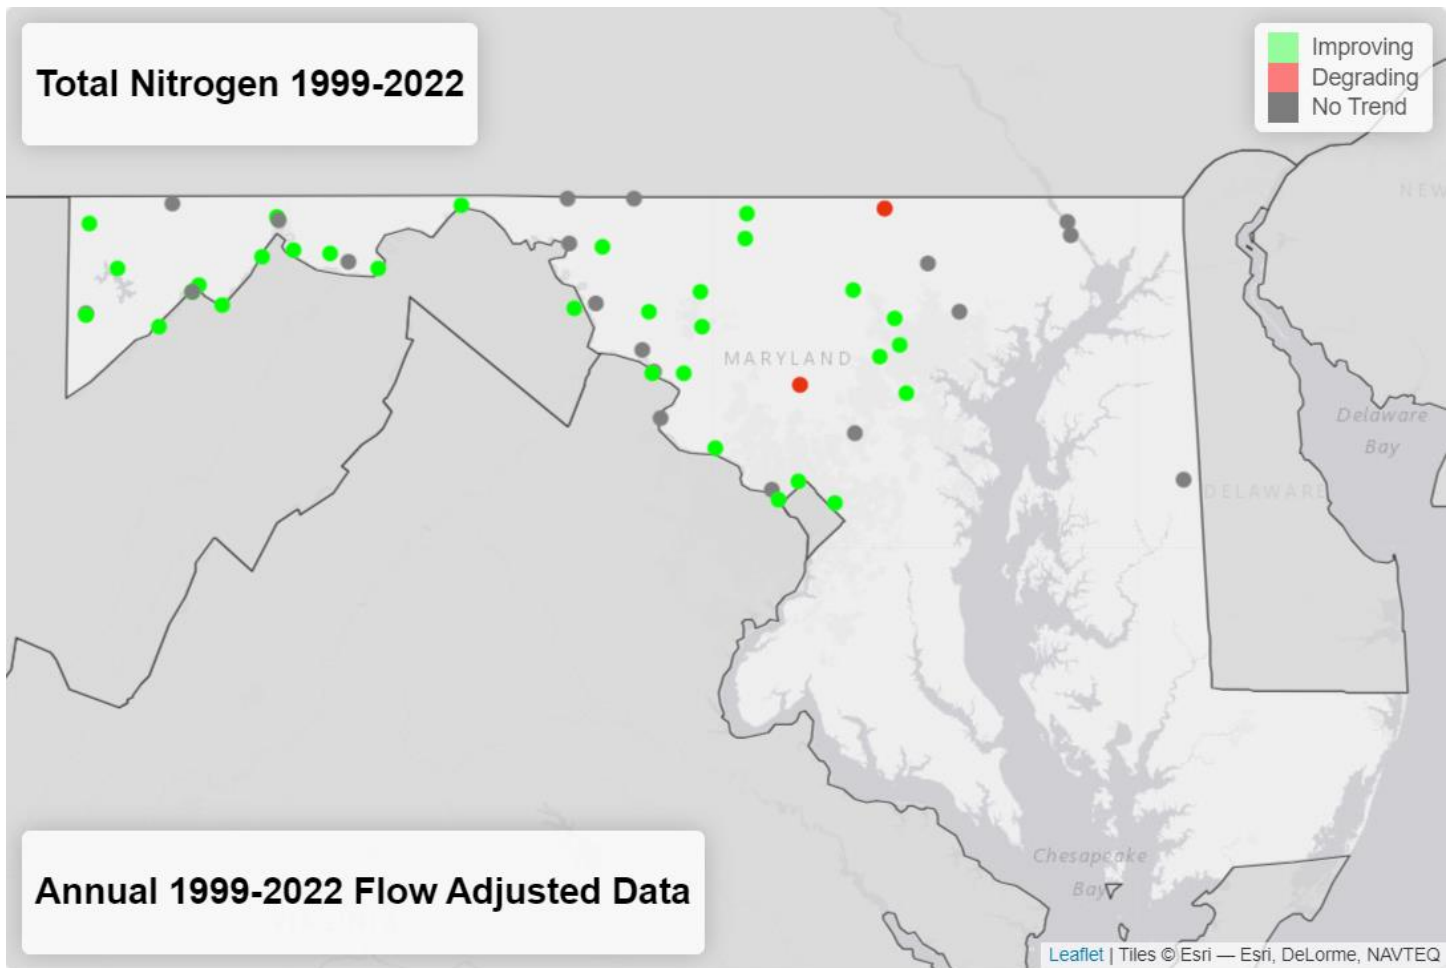 Total Nitrogen 1999-2022
Improving
Degrading
No Trend
NEW
MARYLAND
Delaware
Bay
DELAWARE
Chesapeake
Bay
Annual 1999-2022 Flow Adjusted Data
Leaflet | Tiles © Esri — Esri, DeLorme, NAVTEQ